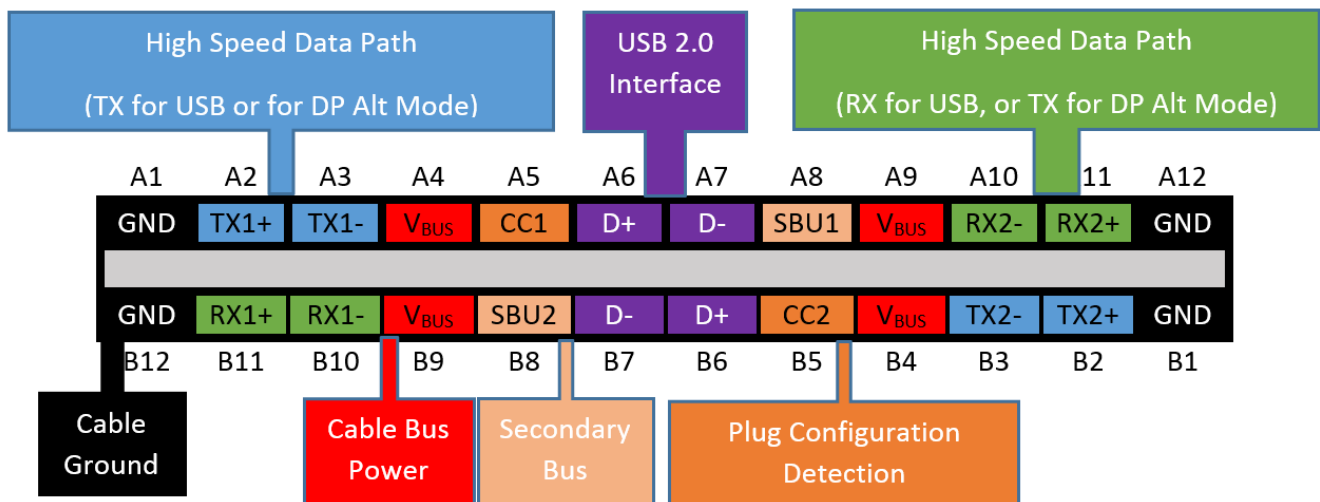 High Speed Data Path
(TX for USB or for DP Alt Mode)
USB 2.0
Interface
High Speed Data Path
(RX for USB, or TX for DP Alt Mode)
A1 A2 A3 A4 A5 A6 A7 A8 A9 A10 11 A12
GND TX1+ TX1- VBUS CC1 D+ D- SBU1 VBUS RX2- RX2+ GND
GND RX1+ RX1- VBUS SBU2 D- D+ CC2 VBUS TX2- TX2+ GND
B12 B11 B10 B9 B8 B7 B6 B5 B4 B3 B2 B1
Cable
Ground
Cable Bus
Power
Secondary
Bus
Plug Configuration
Detection